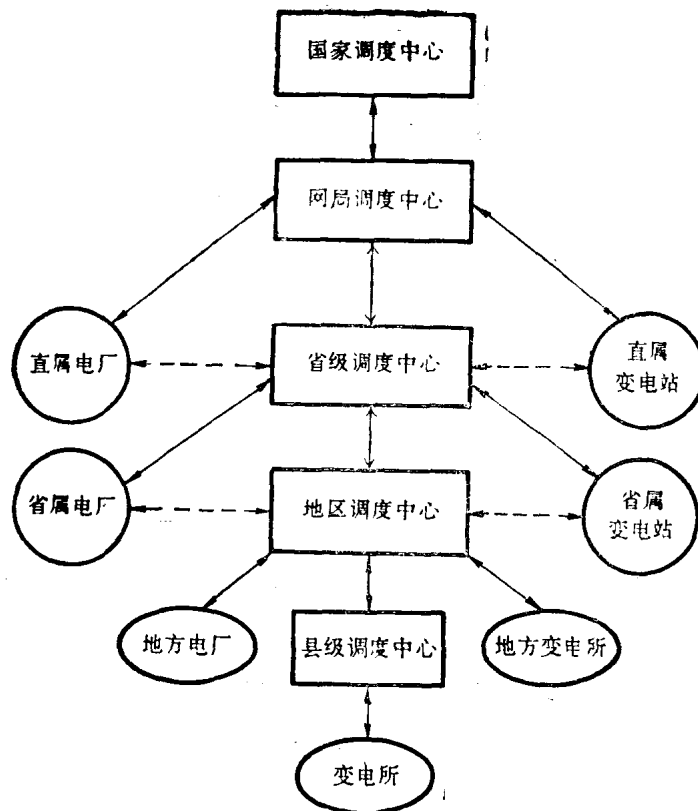 国家调度中心
网局调度中心
直属电厂
省级调度中心
直属
变电站
省属电厂
地区调度中心
省属
变电站
地方电厂
县级调度中心
地方变电所
变电所